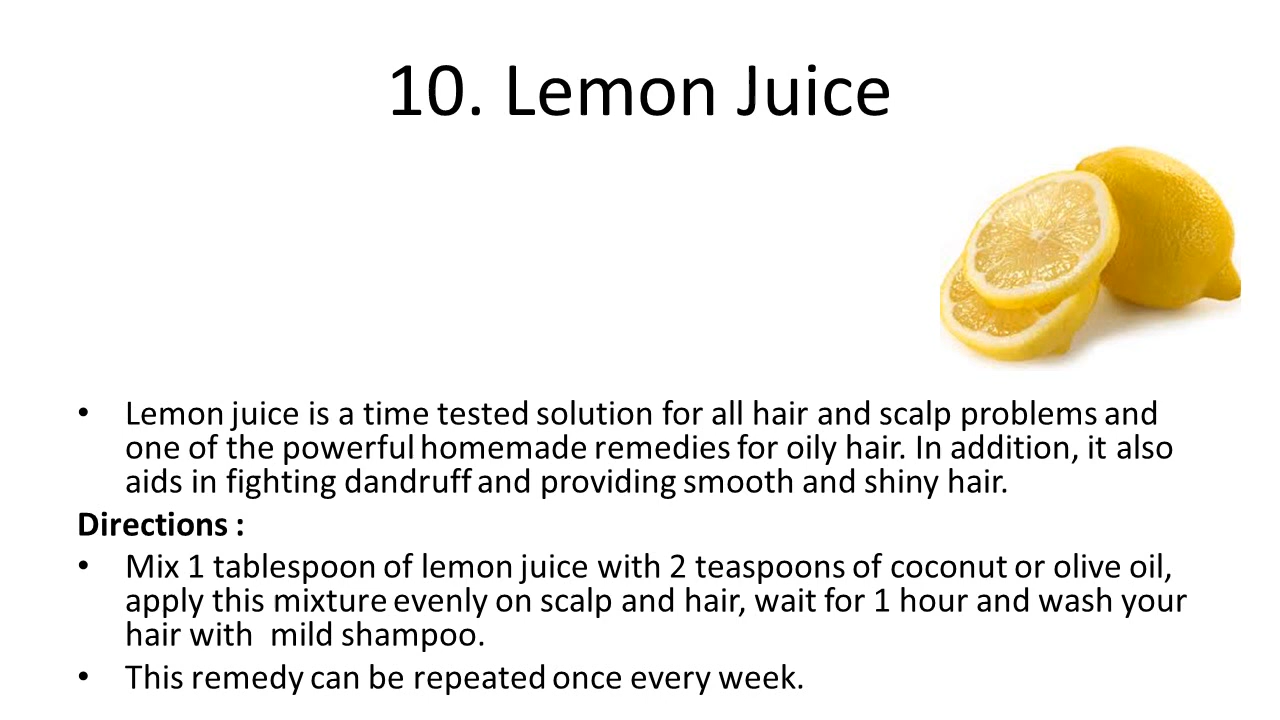 10. Lemon Juice
• Lemon juice is a time tested solution for all hair and scalp problems and
one of the powerful homemade remedies for oily hair. In addition, it also
aids in fighting dandruff and providing smooth and shiny hair.
Directions :
• Mix 1 tablespoon of lemon juice with 2 teaspoons of coconut or olive oil,
apply this mixture evenly on scalp and hair, wait for 1 hour and wash your
hair with  mild shampoo.
• This remedy can be repeated once every week.